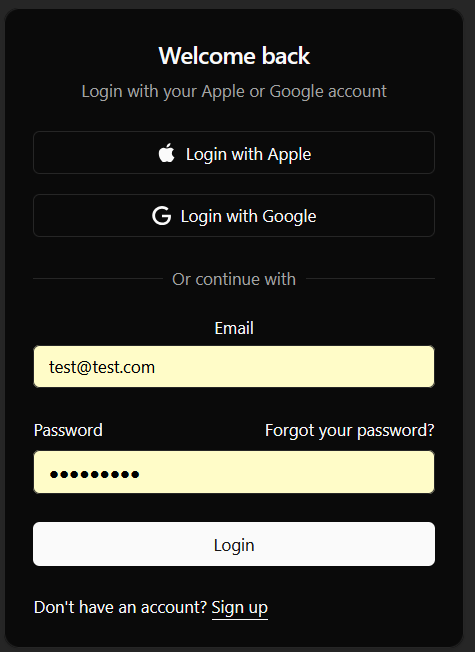 Welcome back
Login with your Apple or Google account
Login with Apple
Login with Google
Or continue with
Email
test@test.com
Password Forgot your password?
●●●●●●●●●
Login
Don't have an account? Sign up